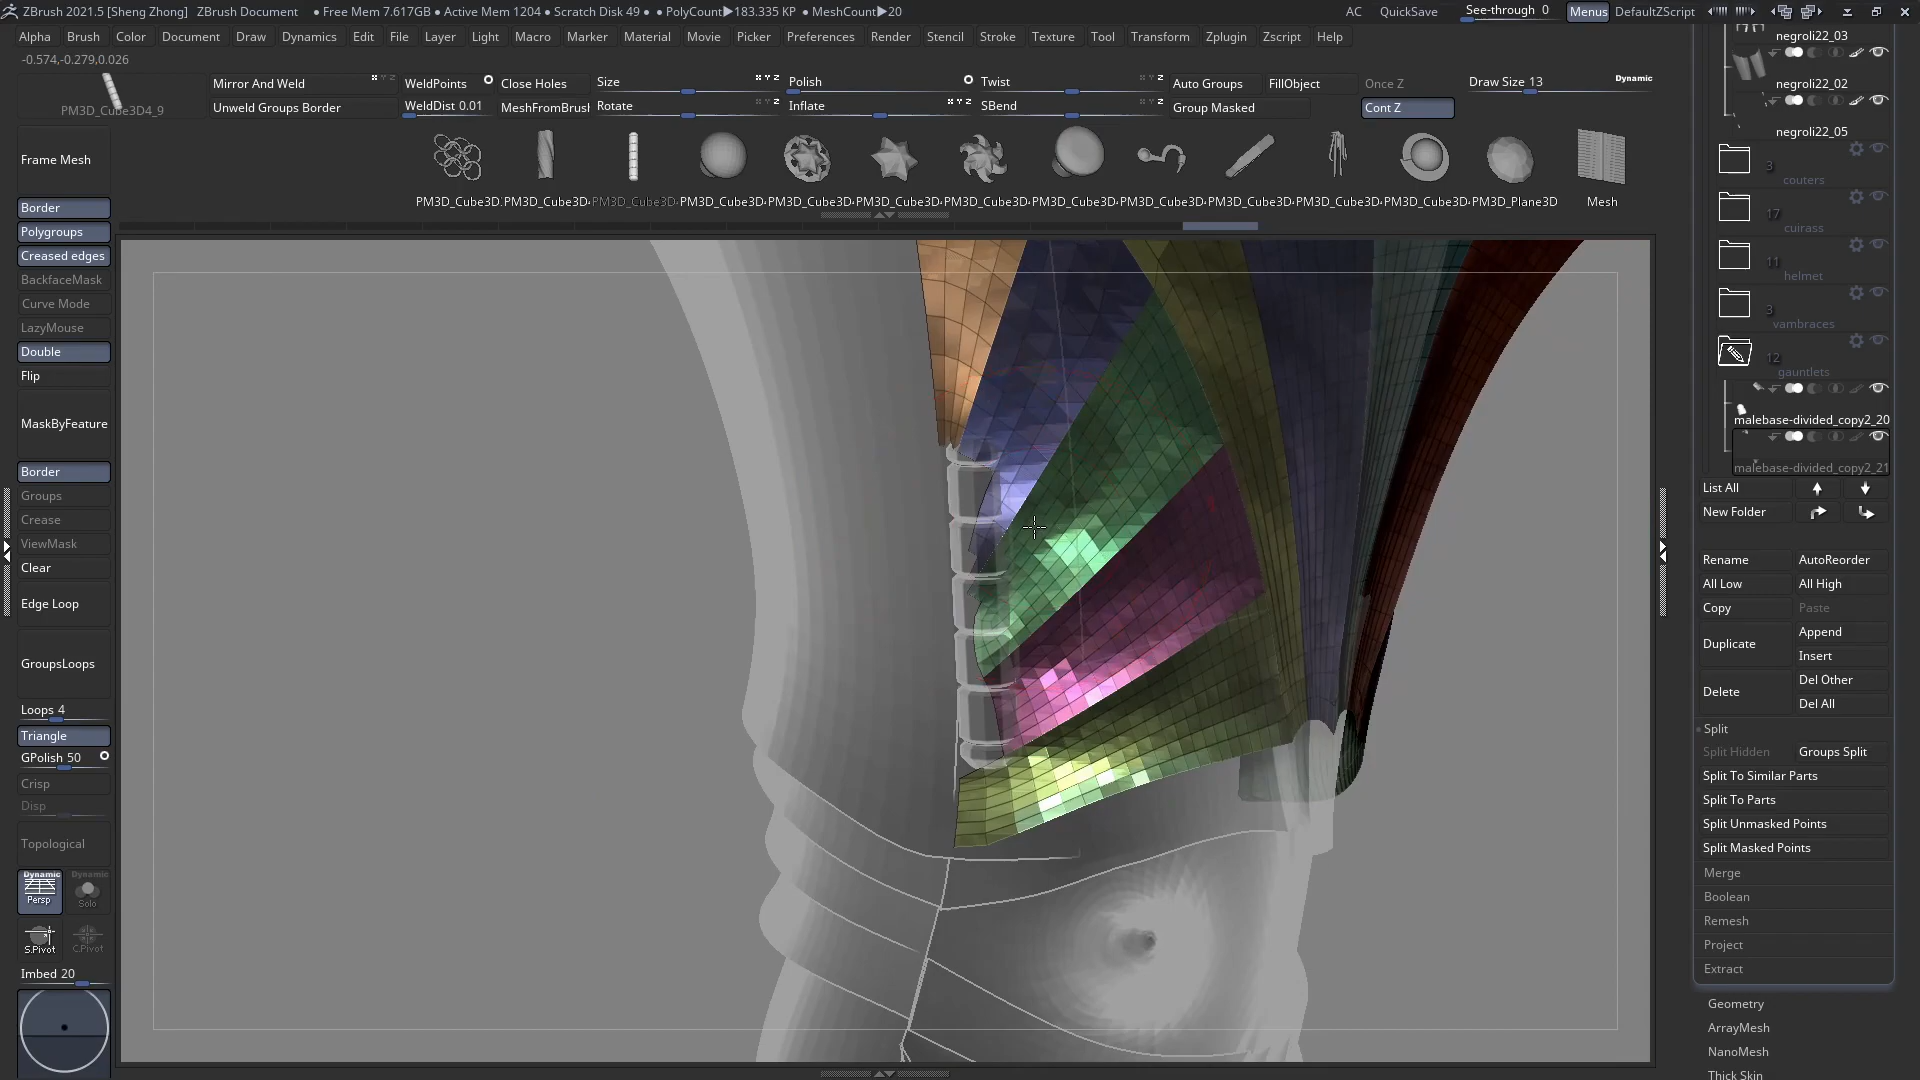 ZBrush 2021.5 [Sheng Zhong] ZBrush Document • Free Mem 7.617GB • Active Mem 1204 • Scratch Disk 49 • • PolyCount▶183.335 KP • MeshCount▶20 AC QuickSave See-through 0 Menus DefaultZScript
Alpha Brush Color Document Draw Dynamics Edit File Layer Light Macro Marker Material Movie Picker Preferences Render Stencil Stroke Texture Tool Transform Zplugin Zscript Help
-0.574,-0.279,0.026
PM3D_Cube3D4_9
Mirror And Weld WeldPoints Close Holes Size Polish Twist Auto Groups FillObject Once Z Draw Size 13 Dynamic
Unweld Groups Border WeldDist 0.01 MeshFromBrush Rotate Inflate SBend Group Masked Cont Z
PM3D_Cube3D PM3D_Cube3D PM3D_Cube3D PM3D_Cube3D PM3D_Cube3D PM3D_Cube3D PM3D_Cube3D PM3D_Cube3D PM3D_Cube3D PM3D_Cube3D PM3D_Cube3D PM3D_Cube3D PM3D_Plane3D Mesh
Frame Mesh
Border
Polygroups
Creased edges
BackfaceMask
Curve Mode
LazyMouse
Double
Flip
MaskByFeature
Border
Groups
Crease
ViewMask
Clear
Edge Loop
GroupsLoops
Loops 4
Triangle
GPolish 50
Crisp
Disp
Topological
Dynamic Dynamic
Persp Solo
S.Pivot C.Pivot
Imbed 20
negroli22_03
negroli22_02
negroli22_05
3
couters
17
cuirass
11
helmet
3
vambraces
12
gauntlets
malebase-divided_copy2_20
malebase-divided_copy2_21
List All
New Folder
Rename AutoReorder
All Low All High
Copy Paste
Duplicate Append
Insert
Delete Del Other
Del All
Split
Split Hidden Groups Split
Split To Similar Parts
Split To Parts
Split Unmasked Points
Split Masked Points
Merge
Boolean
Remesh
Project
Extract
Geometry
ArrayMesh
NanoMesh
Thick Skin